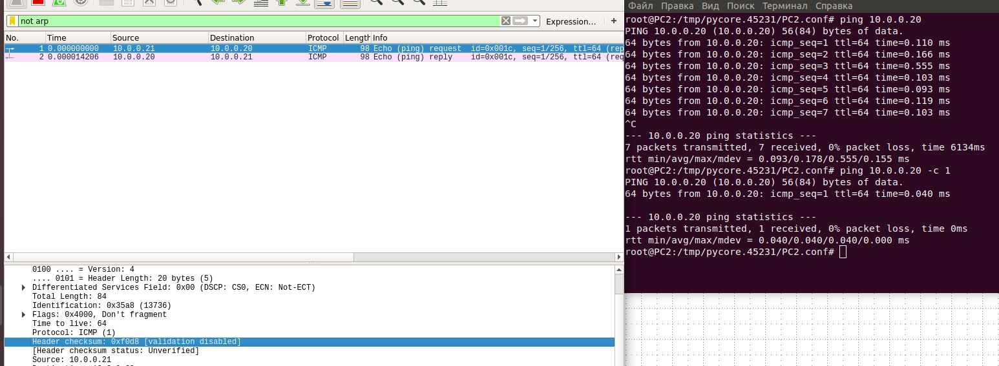 not arp
Expression…
+
No. Time Source Destination Protocol Length Info
1 0.000000000 10.0.0.21 10.0.0.20 ICMP 98 Echo (ping) request id=0x001c, seq=1/256, ttl=64 (rep
2 0.000014206 10.0.0.20 10.0.0.21 ICMP 98 Echo (ping) reply id=0x001c, seq=1/256, ttl=64 (req
0100 .... = Version: 4
.... 0101 = Header Length: 20 bytes (5)
Differentiated Services Field: 0x00 (DSCP: CS0, ECN: Not-ECT)
Total Length: 84
Identification: 0x35a8 (13736)
Flags: 0x4000, Don't fragment
Time to live: 64
Protocol: ICMP (1)
Header checksum: 0xf0d8 [validation disabled]
[Header checksum status: Unverified]
Source: 10.0.0.21
Файл Правка Вид Поиск Терминал Справка
root@PC2:/tmp/pycore.45231/PC2.conf# ping 10.0.0.20
PING 10.0.0.20 (10.0.0.20) 56(84) bytes of data.
64 bytes from 10.0.0.20: icmp_seq=1 ttl=64 time=0.110 ms
64 bytes from 10.0.0.20: icmp_seq=2 ttl=64 time=0.166 ms
64 bytes from 10.0.0.20: icmp_seq=3 ttl=64 time=0.555 ms
64 bytes from 10.0.0.20: icmp_seq=4 ttl=64 time=0.103 ms
64 bytes from 10.0.0.20: icmp_seq=5 ttl=64 time=0.093 ms
64 bytes from 10.0.0.20: icmp_seq=6 ttl=64 time=0.119 ms
64 bytes from 10.0.0.20: icmp_seq=7 ttl=64 time=0.103 ms
^C
--- 10.0.0.20 ping statistics ---
7 packets transmitted, 7 received, 0% packet loss, time 6134ms
rtt min/avg/max/mdev = 0.093/0.178/0.555/0.155 ms
root@PC2:/tmp/pycore.45231/PC2.conf# ping 10.0.0.20 -c 1
PING 10.0.0.20 (10.0.0.20) 56(84) bytes of data.
64 bytes from 10.0.0.20: icmp_seq=1 ttl=64 time=0.040 ms
--- 10.0.0.20 ping statistics ---
1 packets transmitted, 1 received, 0% packet loss, time 0ms
rtt min/avg/max/mdev = 0.040/0.040/0.040/0.000 ms
root@PC2:/tmp/pycore.45231/PC2.conf#